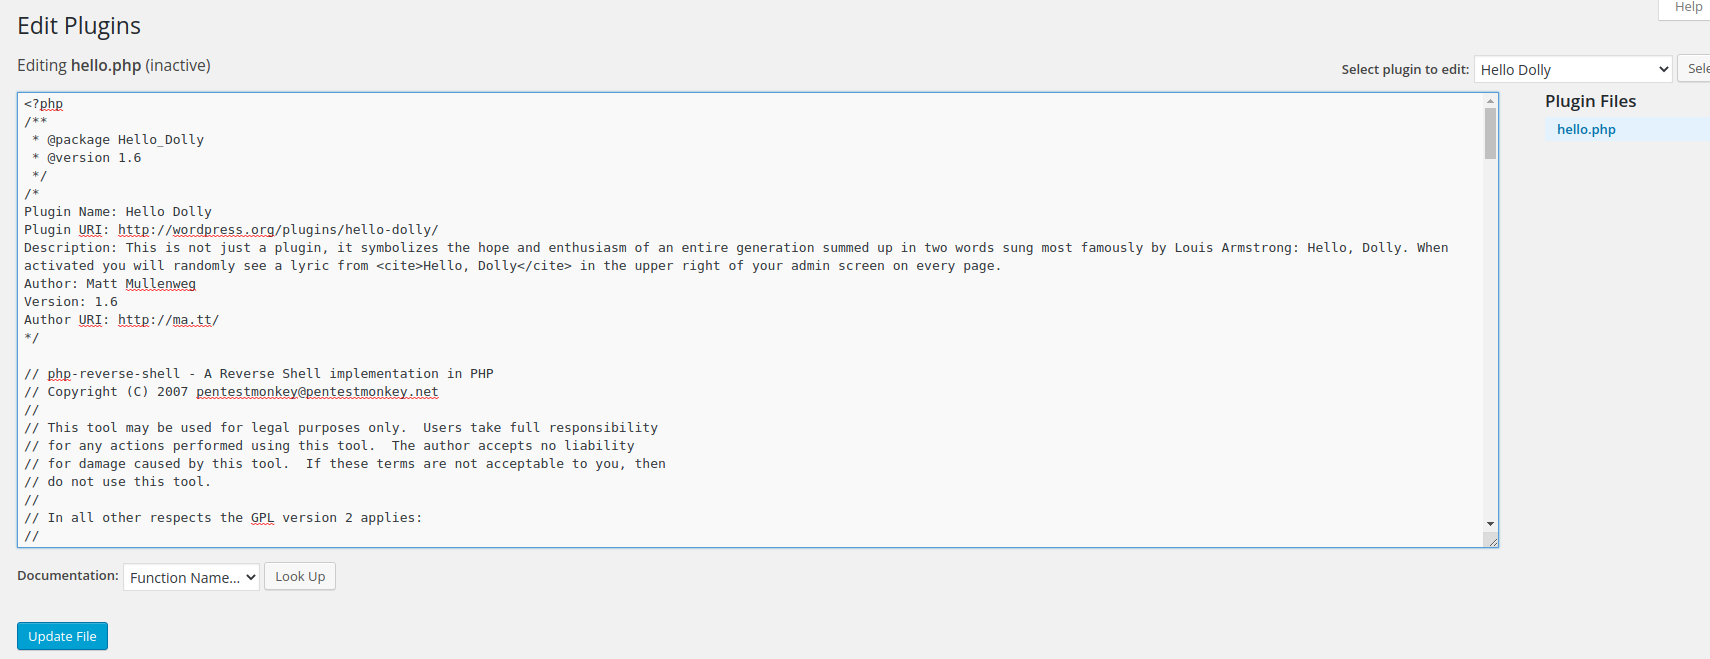 Help
Edit Plugins
Editing hello.php (inactive)
Select plugin to edit: Hello Dolly
<?php
/**
 * @package Hello_Dolly
 * @version 1.6
 */
/*
Plugin Name: Hello Dolly
Plugin URI: http://wordpress.org/plugins/hello-dolly/
Description: This is not just a plugin, it symbolizes the hope and enthusiasm of an entire generation summed up in two words sung most famously by Louis Armstrong: Hello, Dolly. When
activated you will randomly see a lyric from <cite>Hello, Dolly</cite> in the upper right of your admin screen on every page.
Author: Matt Mullenweg
Version: 1.6
Author URI: http://ma.tt/
*/
// php-reverse-shell - A Reverse Shell implementation in PHP
// Copyright (C) 2007 pentestmonkey@pentestmonkey.net
//
// This tool may be used for legal purposes only.  Users take full responsibility
// for any actions performed using this tool.  The author accepts no liability
// for damage caused by this tool.  If these terms are not acceptable to you, then
// do not use this tool.
//
// In all other respects the GPL version 2 applies:
//
Plugin Files
hello.php
Documentation: Function Name... Look Up
Update File